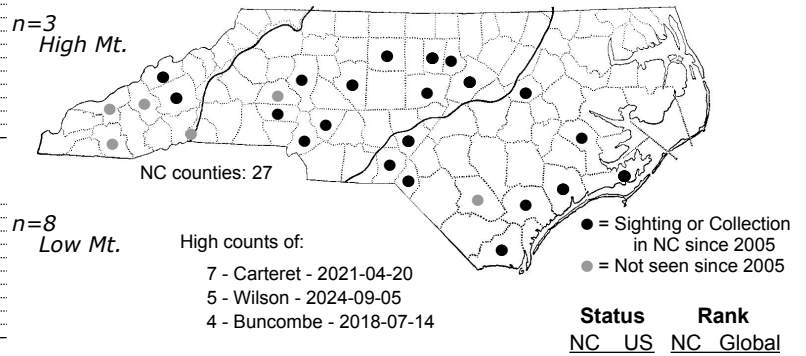 n=3
High Mt.
NC counties: 27
n=8
Low Mt.
High counts of:
7 - Carteret - 2021-04-20
5 - Wilson - 2024-09-05
4 - Buncombe - 2018-07-14
= Sighting or Collection
in NC since 2005
= Not seen since 2005
Status Rank
NC US NC Global